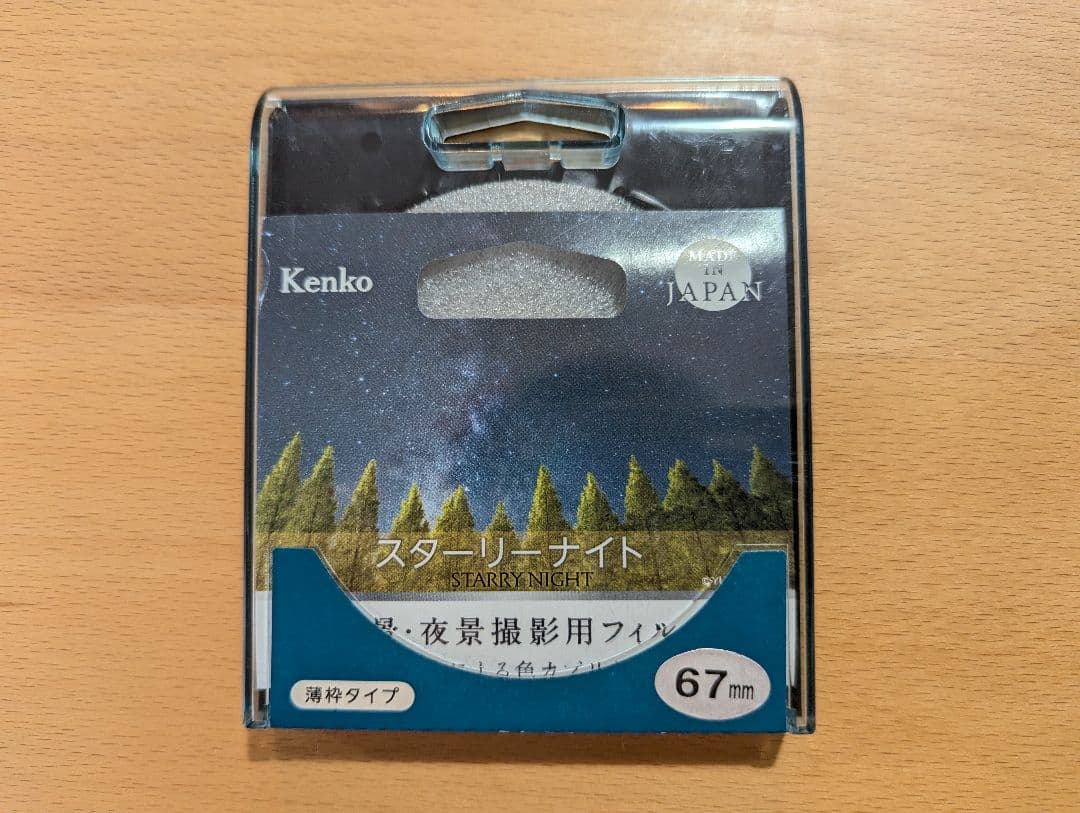 Kenko
MADE
IN
JAPAN
スターリーナイト
STARRY NIGHT
景・夜景撮影用フィル
による色カブリ
薄枠タイプ
67mm